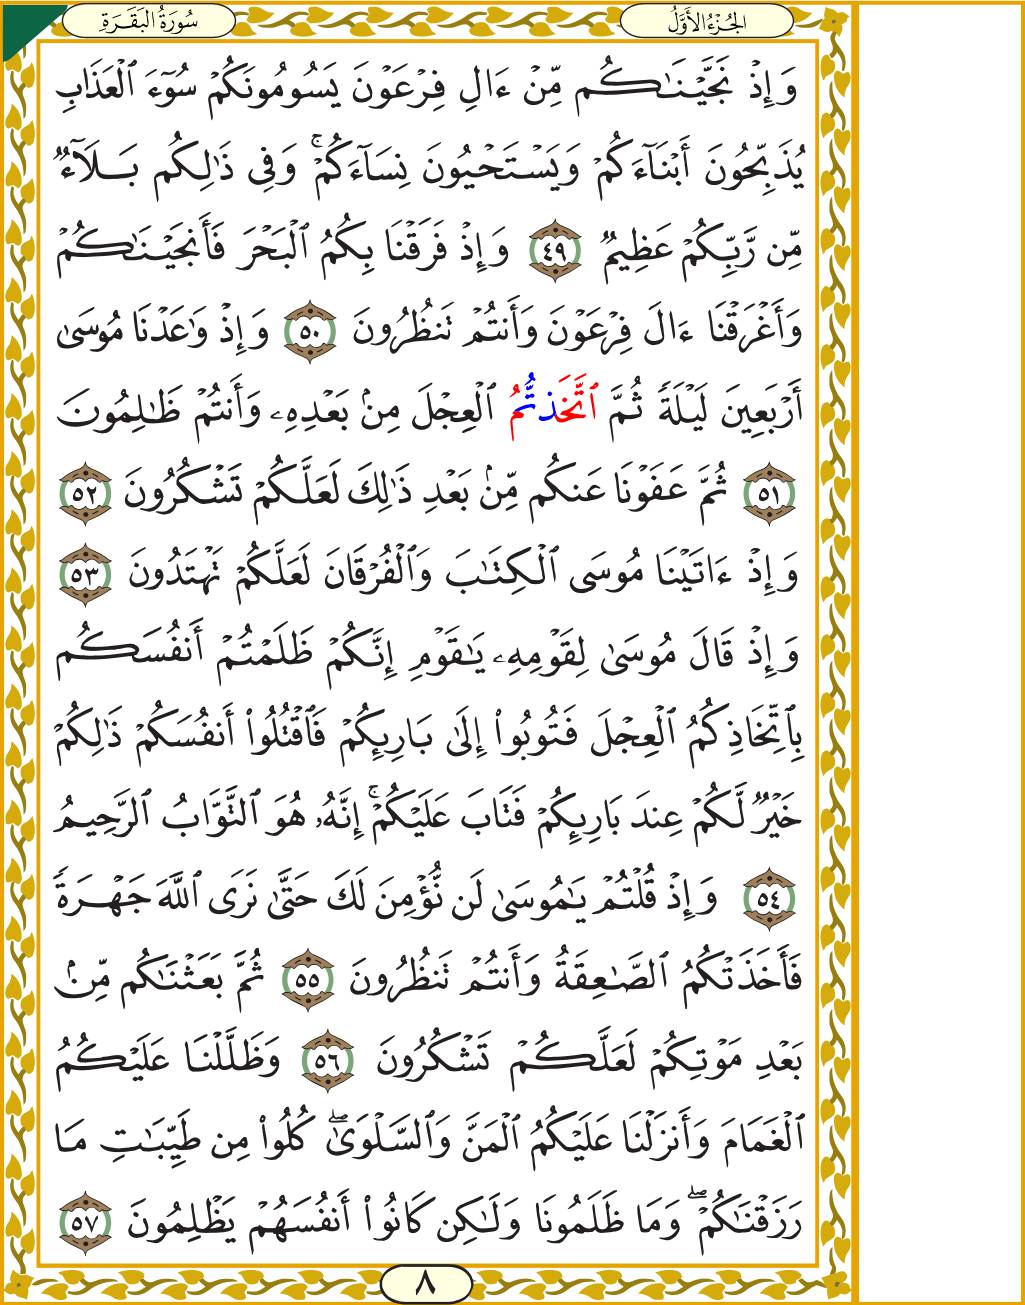 الجُزْءُ الأَوَّلُ
سُورَةُ البَقَرَةِ
وَإِذْ نَجَّيْنَـٰكُم مِّنْ ءَالِ فِرْعَوْنَ يَسُومُونَكُمْ سُوٓءَ ٱلْعَذَابِ
يُذَبِّحُونَ أَبْنَآءَكُمْ وَيَسْتَحْيُونَ نِسَآءَكُمْ ۚ وَفِى ذَٰلِكُم بَلَآءٌ
مِّن رَّبِّكُمْ عَظِيمٌ ٤٩ وَإِذْ فَرَقْنَا بِكُمُ ٱلْبَحْرَ فَأَنجَيْنَـٰكُمْ
وَأَغْرَقْنَا ءَالَ فِرْعَوْنَ وَأَنتُمْ تَنظُرُونَ ٥٠ وَإِذْ وَٰعَدْنَا مُوسَىٰ
أَرْبَعِينَ لَيْلَةً ثُمَّ ٱتَّخَذتُّمُ ٱلْعِجْلَ مِنۢ بَعْدِهِۦ وَأَنتُمْ ظَـٰلِمُونَ
٥١ ثُمَّ عَفَوْنَا عَنكُم مِّنۢ بَعْدِ ذَٰلِكَ لَعَلَّكُمْ تَشْكُرُونَ ٥٢
وَإِذْ ءَاتَيْنَا مُوسَى ٱلْكِتَـٰبَ وَٱلْفُرْقَانَ لَعَلَّكُمْ تَهْتَدُونَ ٥٣
وَإِذْ قَالَ مُوسَىٰ لِقَوْمِهِۦ يَـٰقَوْمِ إِنَّكُمْ ظَلَمْتُمْ أَنفُسَكُم
بِٱتِّخَاذِكُمُ ٱلْعِجْلَ فَتُوبُوٓا۟ إِلَىٰ بَارِئِكُمْ فَٱقْتُلُوٓا۟ أَنفُسَكُمْ ذَٰلِكُمْ
خَيْرٌ لَّكُمْ عِندَ بَارِئِكُمْ فَتَابَ عَلَيْكُمْ ۚ إِنَّهُۥ هُوَ ٱلتَّوَّابُ ٱلرَّحِيمُ
٥٤ وَإِذْ قُلْتُمْ يَـٰمُوسَىٰ لَن نُّؤْمِنَ لَكَ حَتَّىٰ نَرَى ٱللَّهَ جَهْرَةً
فَأَخَذَتْكُمُ ٱلصَّـٰعِقَةُ وَأَنتُمْ تَنظُرُونَ ٥٥ ثُمَّ بَعَثْنَـٰكُم مِّنۢ
بَعْدِ مَوْتِكُمْ لَعَلَّكُمْ تَشْكُرُونَ ٥٦ وَظَلَّلْنَا عَلَيْكُمُ
ٱلْغَمَامَ وَأَنزَلْنَا عَلَيْكُمُ ٱلْمَنَّ وَٱلسَّلْوَىٰ ۖ كُلُوا۟ مِن طَيِّبَـٰتِ مَا
رَزَقْنَـٰكُمْ ۖ وَمَا ظَلَمُونَا وَلَـٰكِن كَانُوٓا۟ أَنفُسَهُمْ يَظْلِمُونَ ٥٧
٨